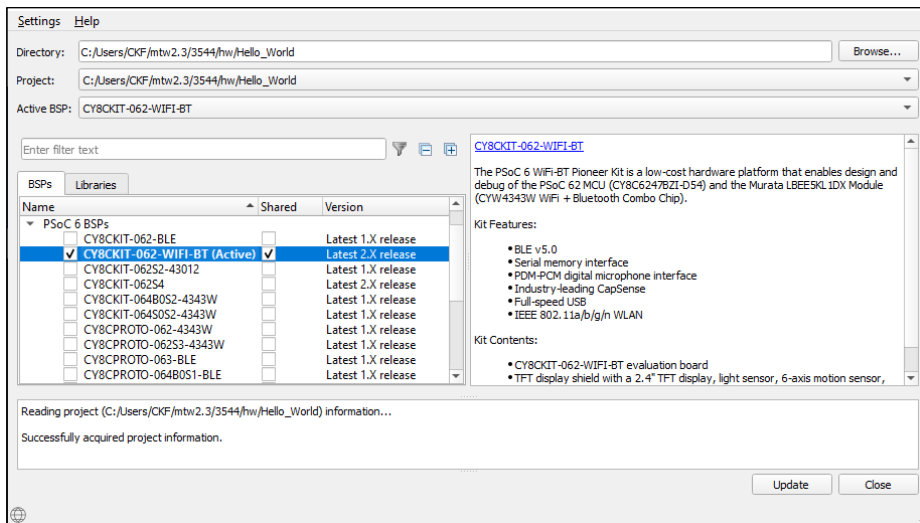 Settings Help
Directory: C:/Users/CKF/mtw2.3/3544/hw/Hello_World Browse...
Project: C:/Users/CKF/mtw2.3/3544/hw/Hello_World
Active BSP: CY8CKIT-062-WIFI-BT
Enter filter text
BSPs Libraries
Name Shared Version
PSoC 6 BSPs
CY8CKIT-062-BLE Latest 1.X release
CY8CKIT-062-WIFI-BT (Active) Latest 2.X release
CY8CKIT-062S2-43012 Latest 1.X release
CY8CKIT-062S4 Latest 2.X release
CY8CKIT-064B0S2-4343W Latest 1.X release
CY8CKIT-064S0S2-4343W Latest 1.X release
CY8CPROTO-062-4343W Latest 1.X release
CY8CPROTO-062S3-4343W Latest 1.X release
CY8CPROTO-063-BLE Latest 1.X release
CY8CPROTO-064B0S1-BLE Latest 1.X release
CY8CKIT-062-WIFI-BT
The PSoC 6 WiFi-BT Pioneer Kit is a low-cost hardware platform that enables design and
debug of the PSoC 62 MCU (CY8C6247BZI-D54) and the Murata LBEE5KL1DX Module
(CYW4343W WiFi + Bluetooth Combo Chip).
Kit Features:
•BLE v5.0
•Serial memory interface
•PDM-PCM digital microphone interface
•Industry-leading CapSense
•Full-speed USB
•IEEE 802.11a/b/g/n WLAN
Kit Contents:
•CY8CKIT-062-WIFI-BT evaluation board
•TFT display shield with a 2.4" TFT display, light sensor, 6-axis motion sensor,
Reading project (C:/Users/CKF/mtw2.3/3544/hw/Hello_World) information...
Successfully acquired project information.
Update Close